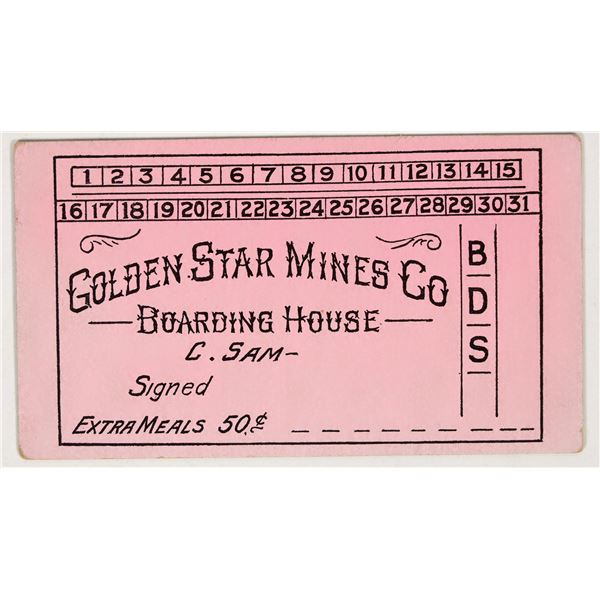 1 2 3 4 5 6 7 8 9 10 11 12 13 14 15
16 17 18 19 20 21 22 23 24 25 26 27 28 29 30 31
GOLDEN STAR MINES CO
— BOARDING HOUSE —
C. SAM-
Signed
EXTRA MEALS 50.¢ _ _ _ _ _ _ _ _ _
B
D
S